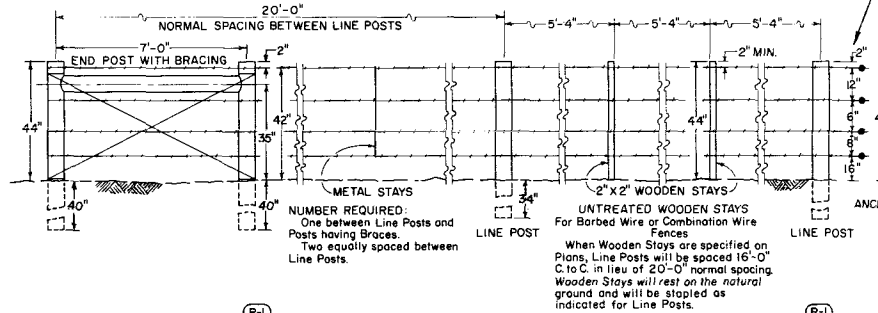 20'-0"
NORMAL SPACING BETWEEN LINE POSTS
5'-4" 5'-4" 5'-4"
7'-0"
END POST WITH BRACING
2"
2" MIN.
2"
12"
44"
42"
35"
44"
6"
8"
16"
4
40"
40"
34"
METAL STAYS
2" X 2" WOODEN STAYS
ANC
NUMBER REQUIRED:
One between Line Posts and
Posts having Braces.
Two equally spaced between
Line Posts.
LINE POST
UNTREATED WOODEN STAYS
For Barbed Wire or Combination Wire
Fences
When Wooden Stays are specified on
Plans, Line Posts will be spaced 16'-0"
C. to C. in lieu of 20'-0" normal spacing.
Wooden Stays will rest on the natural
ground and will be stapled as
indicated for Line Posts.
LINE POST
R-1
R-1